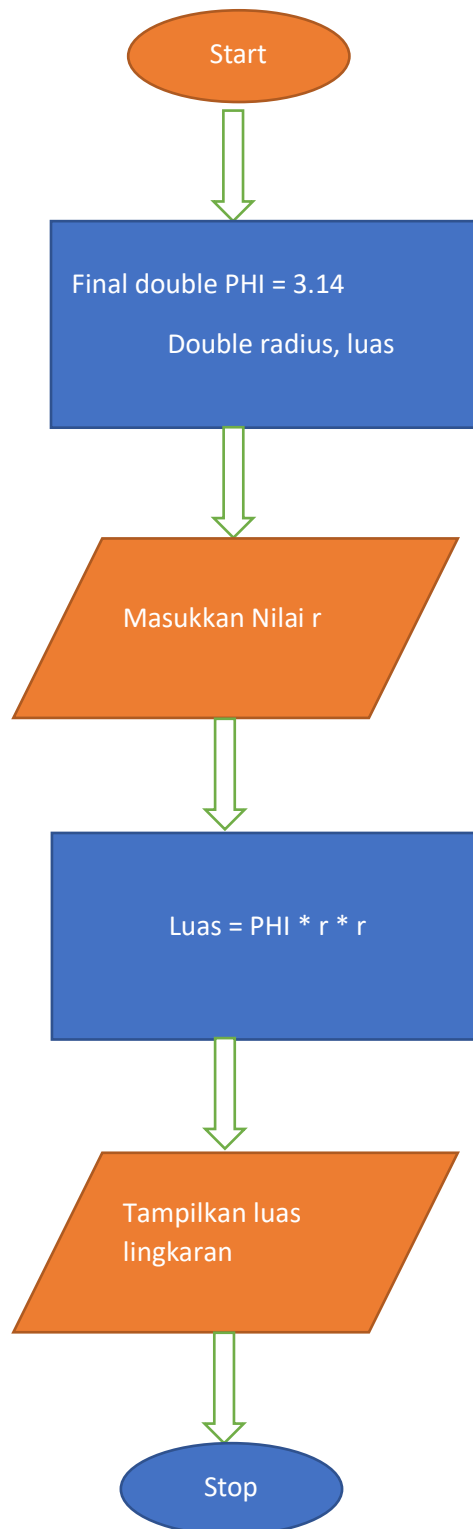 Start
Final double PHI = 3.14
Double radius, luas
Masukkan Nilai r
Luas = PHI * r * r
Tampilkan luas
lingkaran
Stop